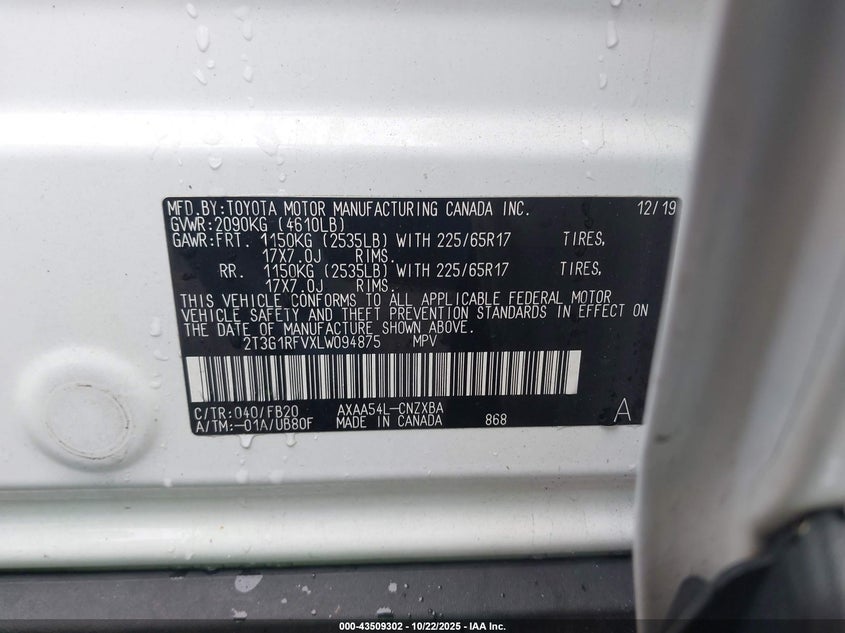 MFD.BY:TOYOTA MOTOR MANUFACTURING CANADA INC. 12/19
GVWR:2090KG (4610LB)
GAWR:FRT. 1150KG (2535LB) WITH 225/65R17 TIRES,
17X7.0J RIMS.
RR. 1150KG (2535LB) WITH 225/65R17 TIRES,
17X7.0J RIMS.
THIS VEHICLE CONFORMS TO ALL APPLICABLE FEDERAL MOTOR
VEHICLE SAFETY AND THEFT PREVENTION STANDARDS IN EFFECT ON
THE DATE OF MANUFACTURE SHOWN ABOVE.
2T3G1RFVXLW094875 MPV
C/TR:040/FB20 AXAA54L-CNZXBA
A/TM:-01A/UB80F MADE IN CANADA 868 A
000-43509302 - 10/22/2025 - IAA Inc.